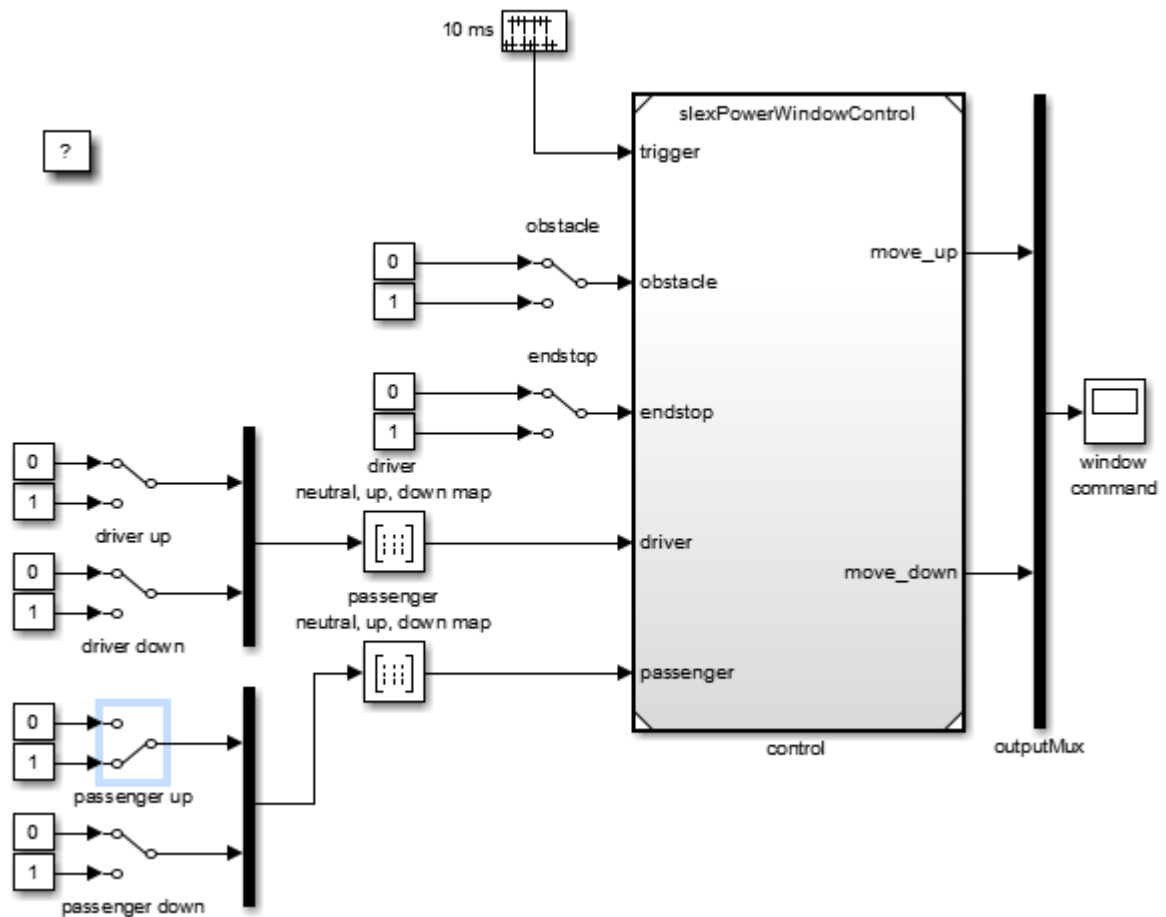 10 ms
slexPowerWindowControl
trigger
?
obstacle
0
1
obstacle
move_up
endstop
0
1
endstop
window
command
driver
neutral, up, down map
0
1
driver up
driver
move_down
0
1
driver down
passenger
neutral, up, down map
passenger
0
1
passenger up
control
outputMux
0
1
passenger down